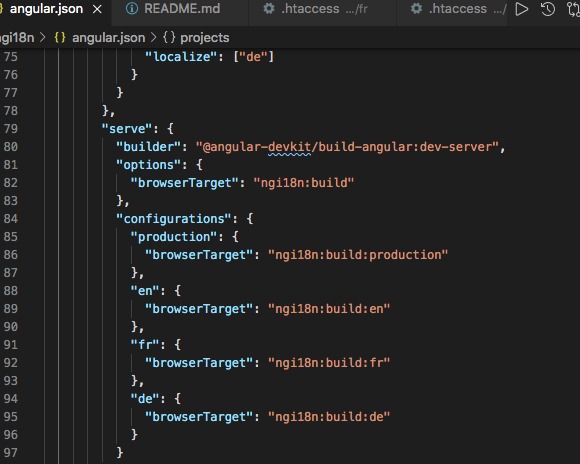 angular.json × README.md .htaccess .../fr .htaccess .../
ngi18n > {} angular.json > {} projects
75 "localize": ["de"]
76 }
77 }
78 },
79 "serve": {
80 "builder": "@angular-devkit/build-angular:dev-server",
81 "options": {
82 "browserTarget": "ngi18n:build"
83 },
84 "configurations": {
85 "production": {
86 "browserTarget": "ngi18n:build:production"
87 },
88 "en": {
89 "browserTarget": "ngi18n:build:en"
90 },
91 "fr": {
92 "browserTarget": "ngi18n:build:fr"
93 },
94 "de": {
95 "browserTarget": "ngi18n:build:de"
96 }
97 }